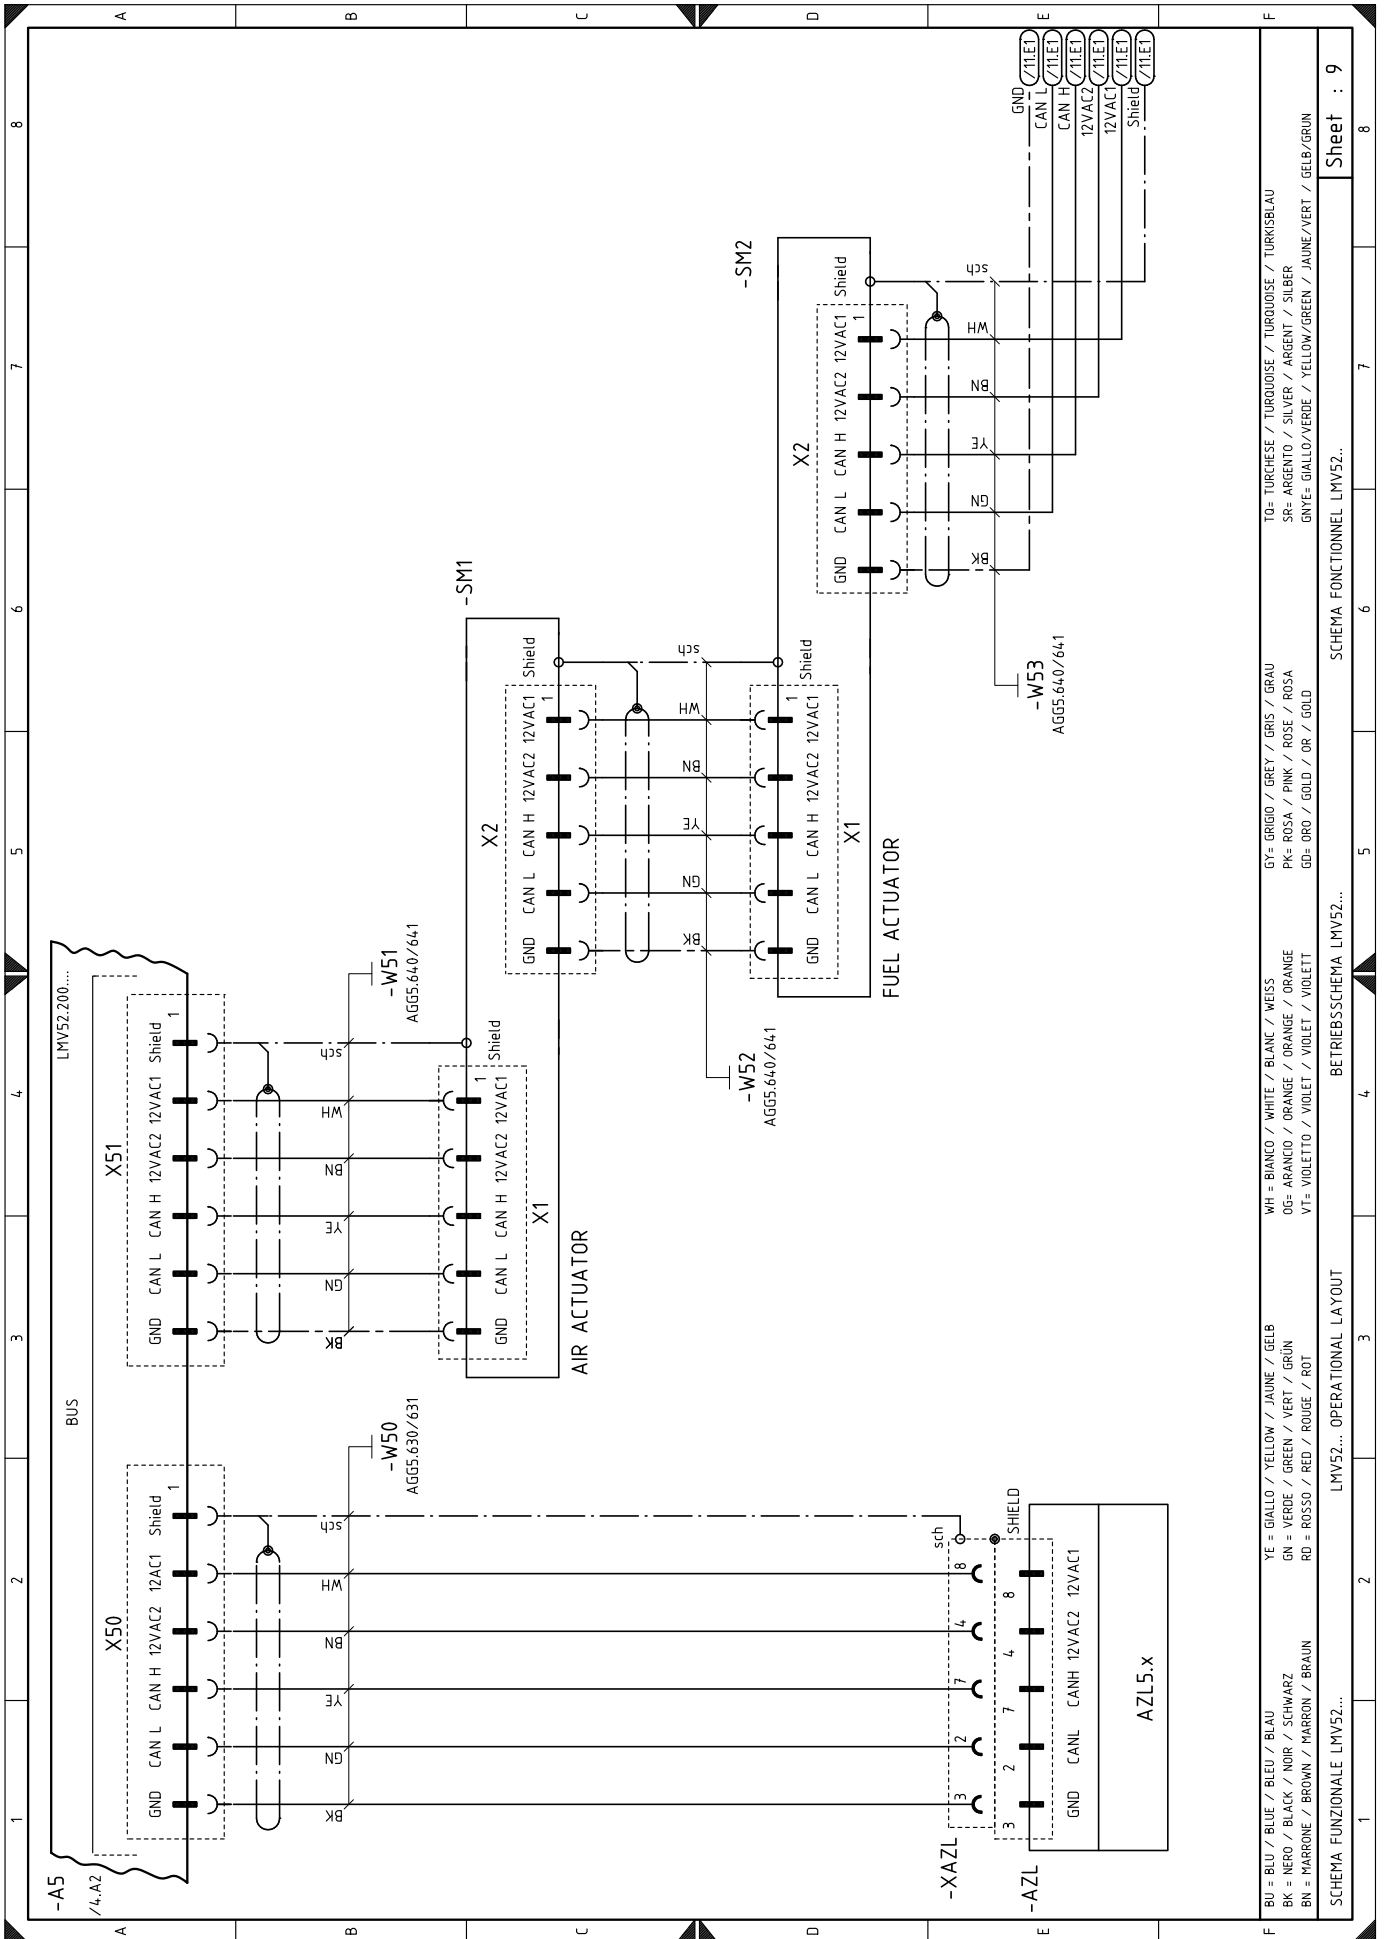 1 2 3 4 5 6 7 8
A A
B B
C C
D D
E E
F F
-A5
/4.A2
BUS
LMV52.200....
X50
GND CAN L CAN H 12VAC2 12AC1 Shield
1
X51
GND CAN L CAN H 12VAC2 12VAC1 Shield
1
BK GN YE BN WH sch
-W50
AGG5.630/631
BK GN YE BN WH sch
-W51
AGG5.640/641
GND CAN L CAN H 12VAC2 12VAC1
1
Shield
X1
AIR ACTUATOR
-SM1
X2
GND CAN L CAN H 12VAC2 12VAC1
1
Shield
BK GN YE BN WH sch
-W52
AGG5.640/641
GND CAN L CAN H 12VAC2 12VAC1
1
Shield
X1
FUEL ACTUATOR
-SM2
X2
GND CAN L CAN H 12VAC2 12VAC1
1
Shield
BK GN YE BN WH sch
-W53
AGG5.640/641
GND /11.E1
CAN L /11.E1
CAN H /11.E1
12VAC2 /11.E1
12VAC1 /11.E1
Shield /11.E1
-XAZL
3 2 7 4 8
sch
-AZL
3 2 7 4 8
SHIELD
GND CANL CANH 12VAC2 12VAC1
AZL5.x
BU = BLU / BLUE / BLEU / BLAU
BK = NERO / BLACK / NOIR / SCHWARZ
BN = MARRONE / BROWN / MARRON / BRAUN
YE = GIALLO / YELLOW / JAUNE / GELB
GN = VERDE / GREEN / VERT / GRÜN
RD = ROSSO / RED / ROUGE / ROT
WH = BIANCO / WHITE / BLANC / WEISS
OG= ARANCIO / ORANGE / ORANGE / ORANGE
VT= VIOLETTO / VIOLET / VIOLET / VIOLETT
GY= GRIGIO / GREY / GRIS / GRAU
PK= ROSA / PINK / ROSE / ROSA
GD= ORO / GOLD / OR / GOLD
TQ= TURCHESE / TURQUOISE / TURQUOISE / TURKISBLAU
SR= ARGENTO / SILVER / ARGENT / SILBER
GNYE= GIALLO/VERDE / YELLOW/GREEN / JAUNE/VERT / GELB/GRUN
SCHEMA FUNZIONALE LMV52... LMV52... OPERATIONAL LAYOUT BETRIEBSSCHEMA LMV52... SCHEMA FONCTIONNEL LMV52... Sheet : 9
1 2 3 4 5 6 7 8